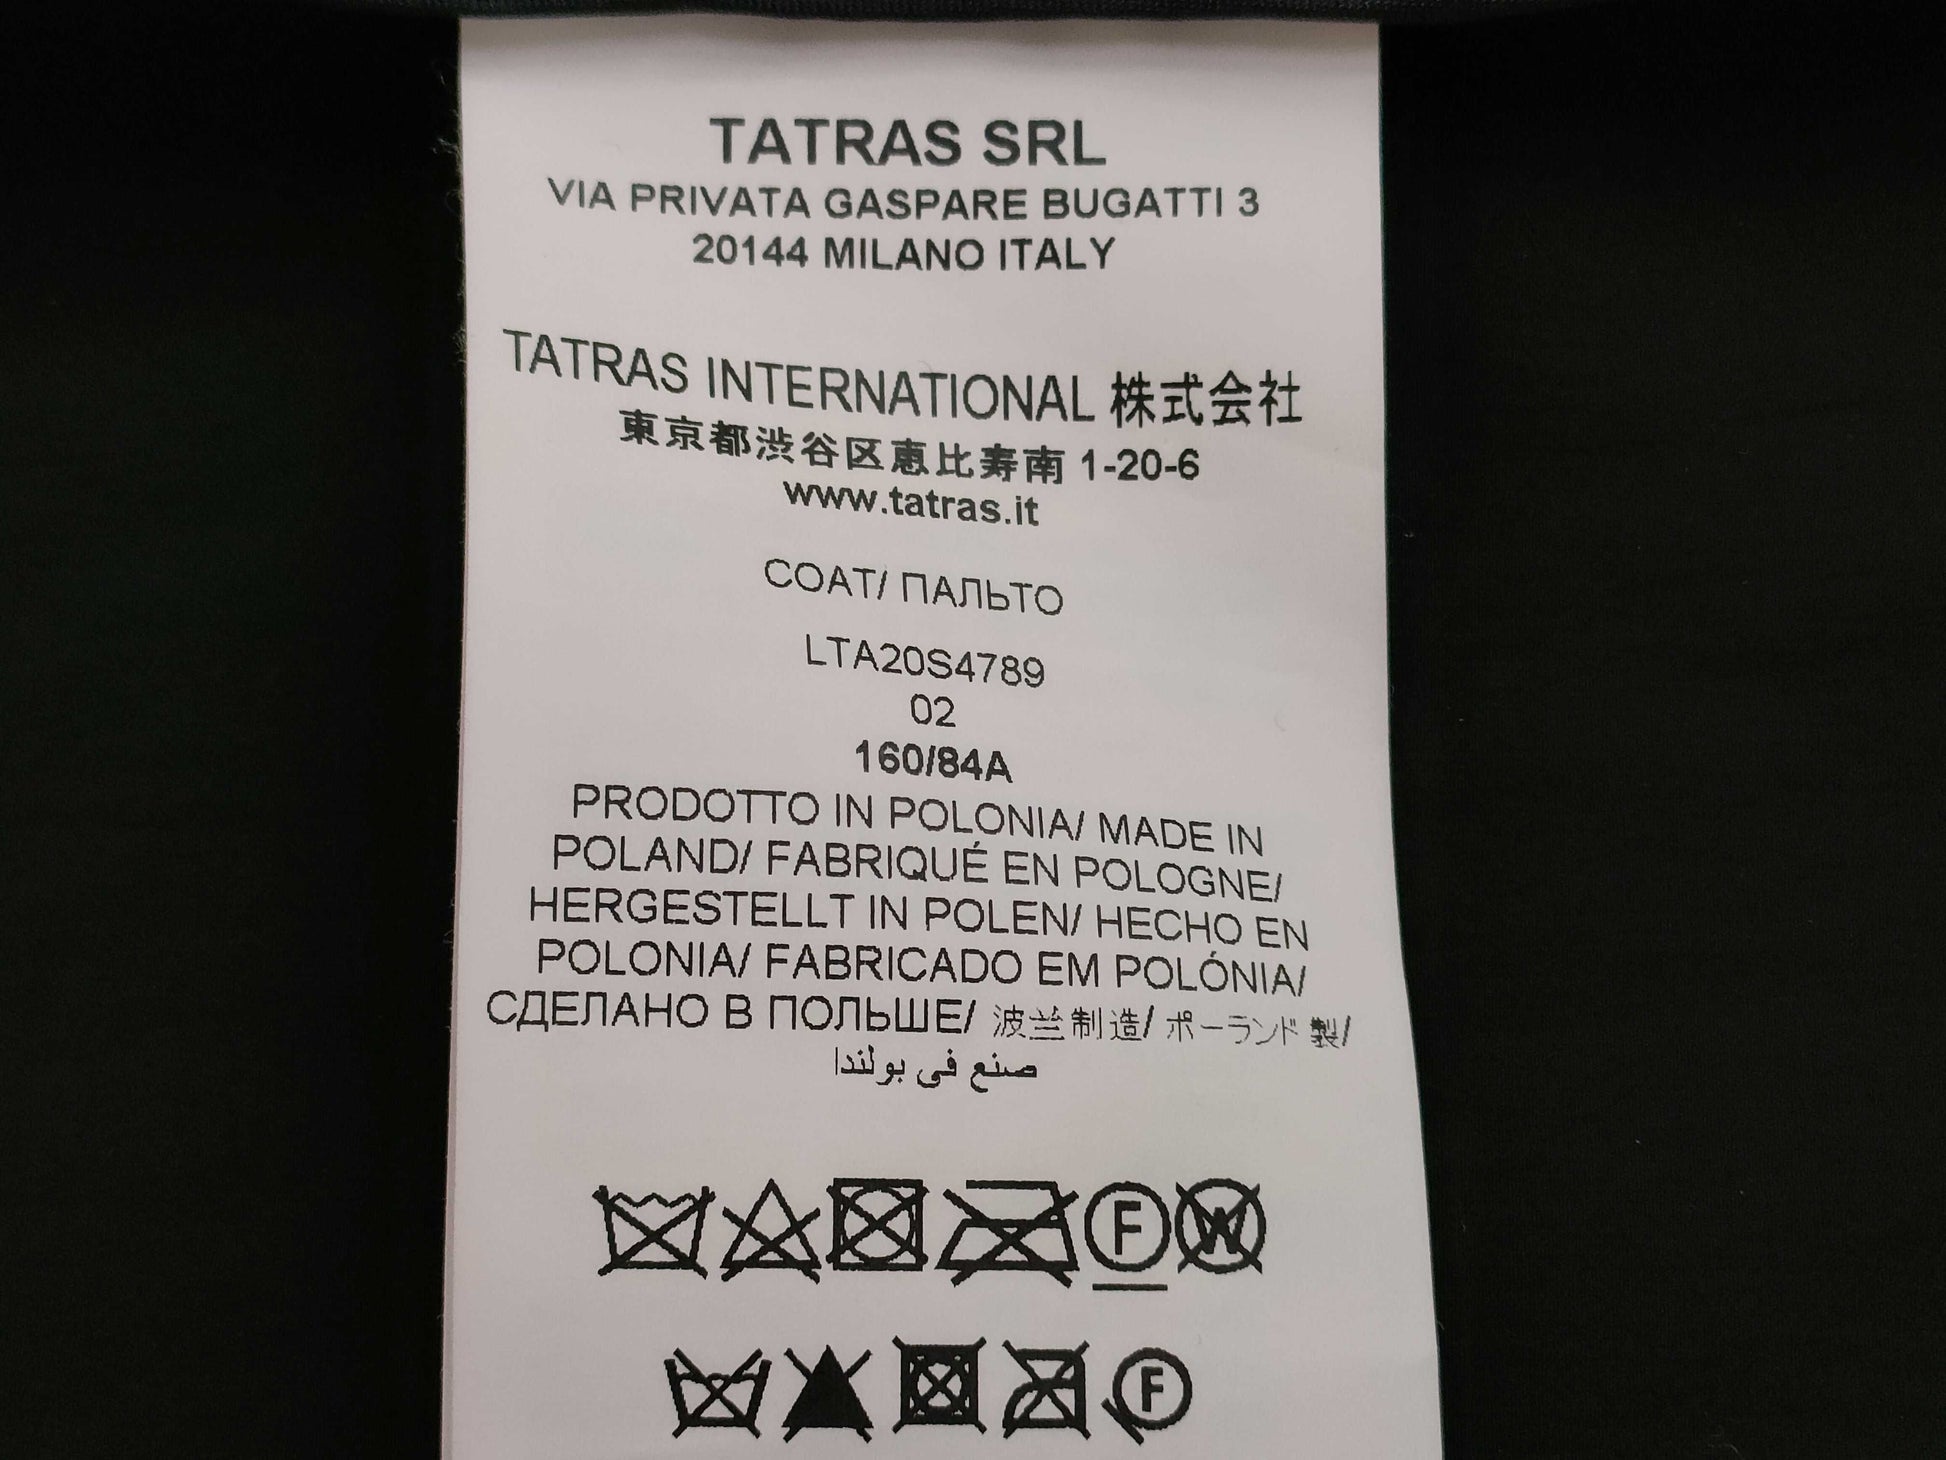 TATRAS SRL
VIA PRIVATA GASPARE BUGATTI 3
20144 MILANO ITALY
TATRAS INTERNATIONAL 株式会社
東京都渋谷区恵比寿南 1-20-6
www.tatras.it
COAT/ ПАЛЬТО
LTA20S4789
02
160/84A
PRODOTTO IN POLONIA/ MADE IN
POLAND/ FABRIQUÉ EN POLOGNE/
HERGESTELLT IN POLEN/ HECHO EN
POLONIA/ FABRICADO EM POLÓNIA/
СДЕЛАНО В ПОЛЬШЕ/ 波兰制造/ ポーランド製/
صنع في بولندا
F W
F